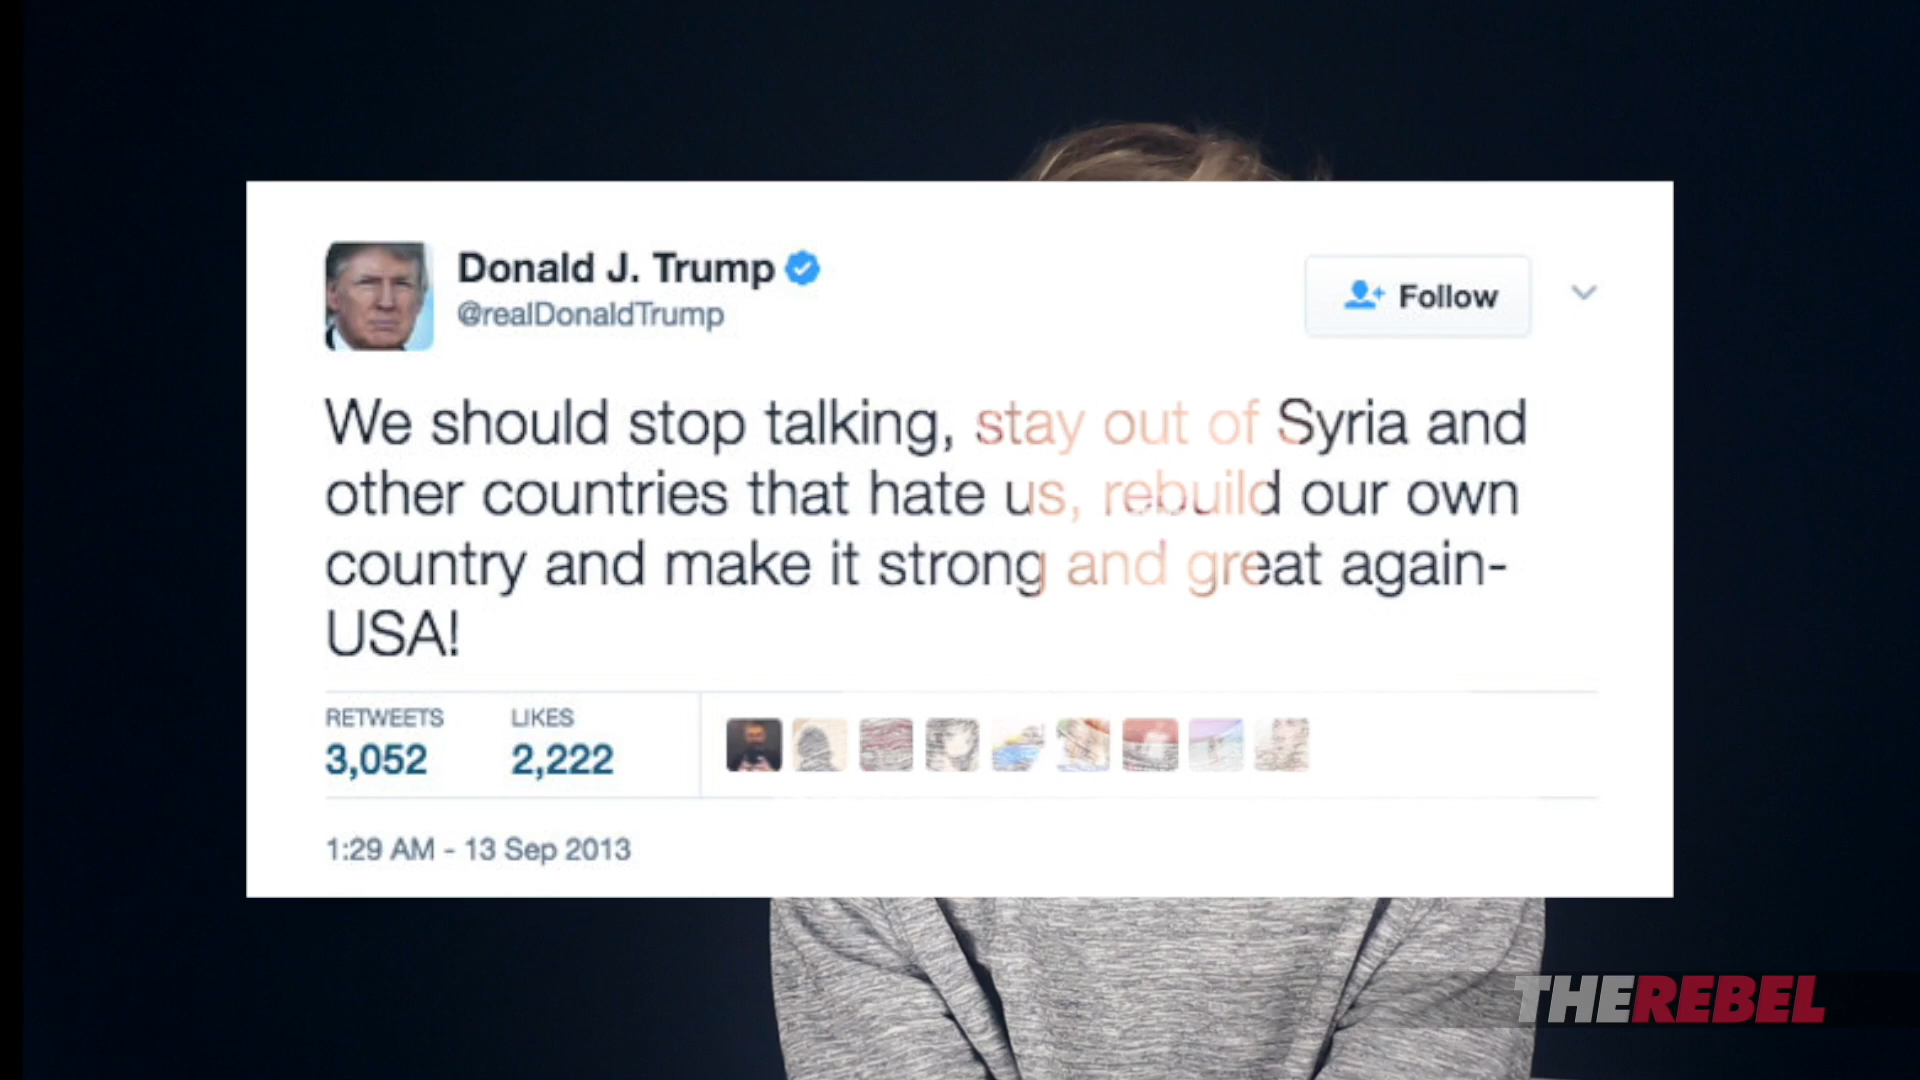 Donald J. Trump
@realDonaldTrump
Follow
We should stop talking, stay out of Syria and
other countries that hate us, rebuild our own
country and make it strong and great again-
USA!
RETWEETS LIKES
3,052 2,222
1:29 AM - 13 Sep 2013
THEREBEL